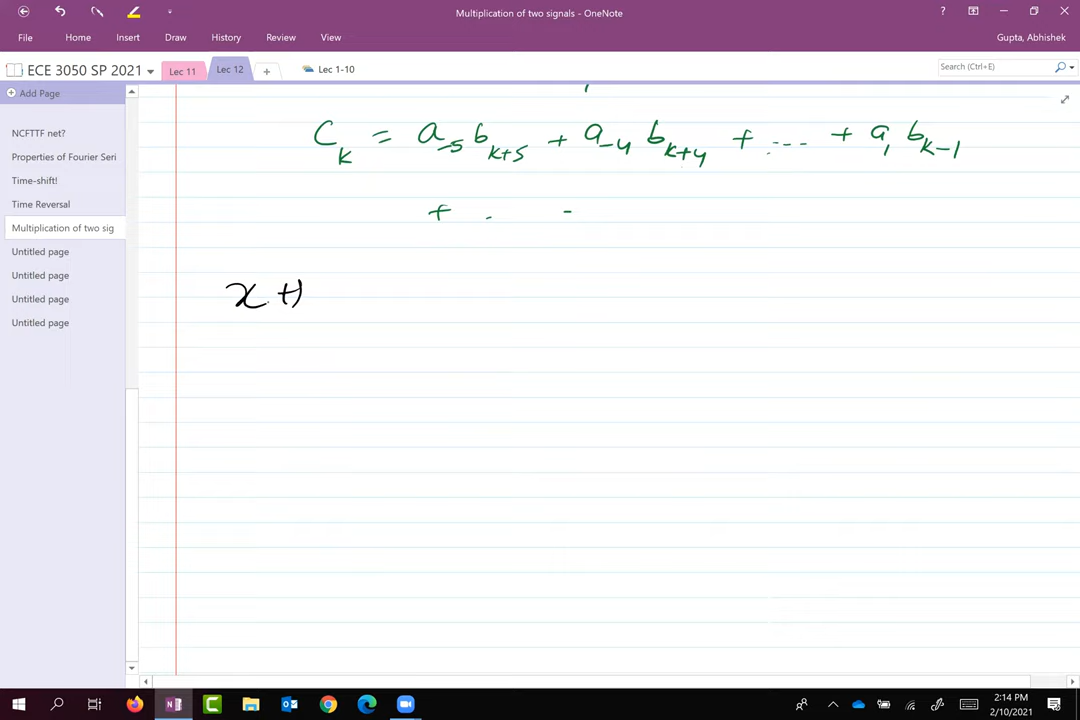 Multiplication of two signals - OneNote
File Home Insert Draw History Review View Gupta, Abhishek
ECE 3050 SP 2021 Lec 11 Lec 12 Lec 1-10 Search (Ctrl+E)
Add Page
NCFTTF net?
Properties of Fourier Seri
Time-shift!
Time Reversal
Multiplication of two sig
Untitled page
Untitled page
Untitled page
Untitled page
C_k = a_{-5} b_{k+5} + a_{-4} b_{k+4} + ... + a_1 b_{k-1}
+ . -
x(t)
2:14 PM
2/10/2021